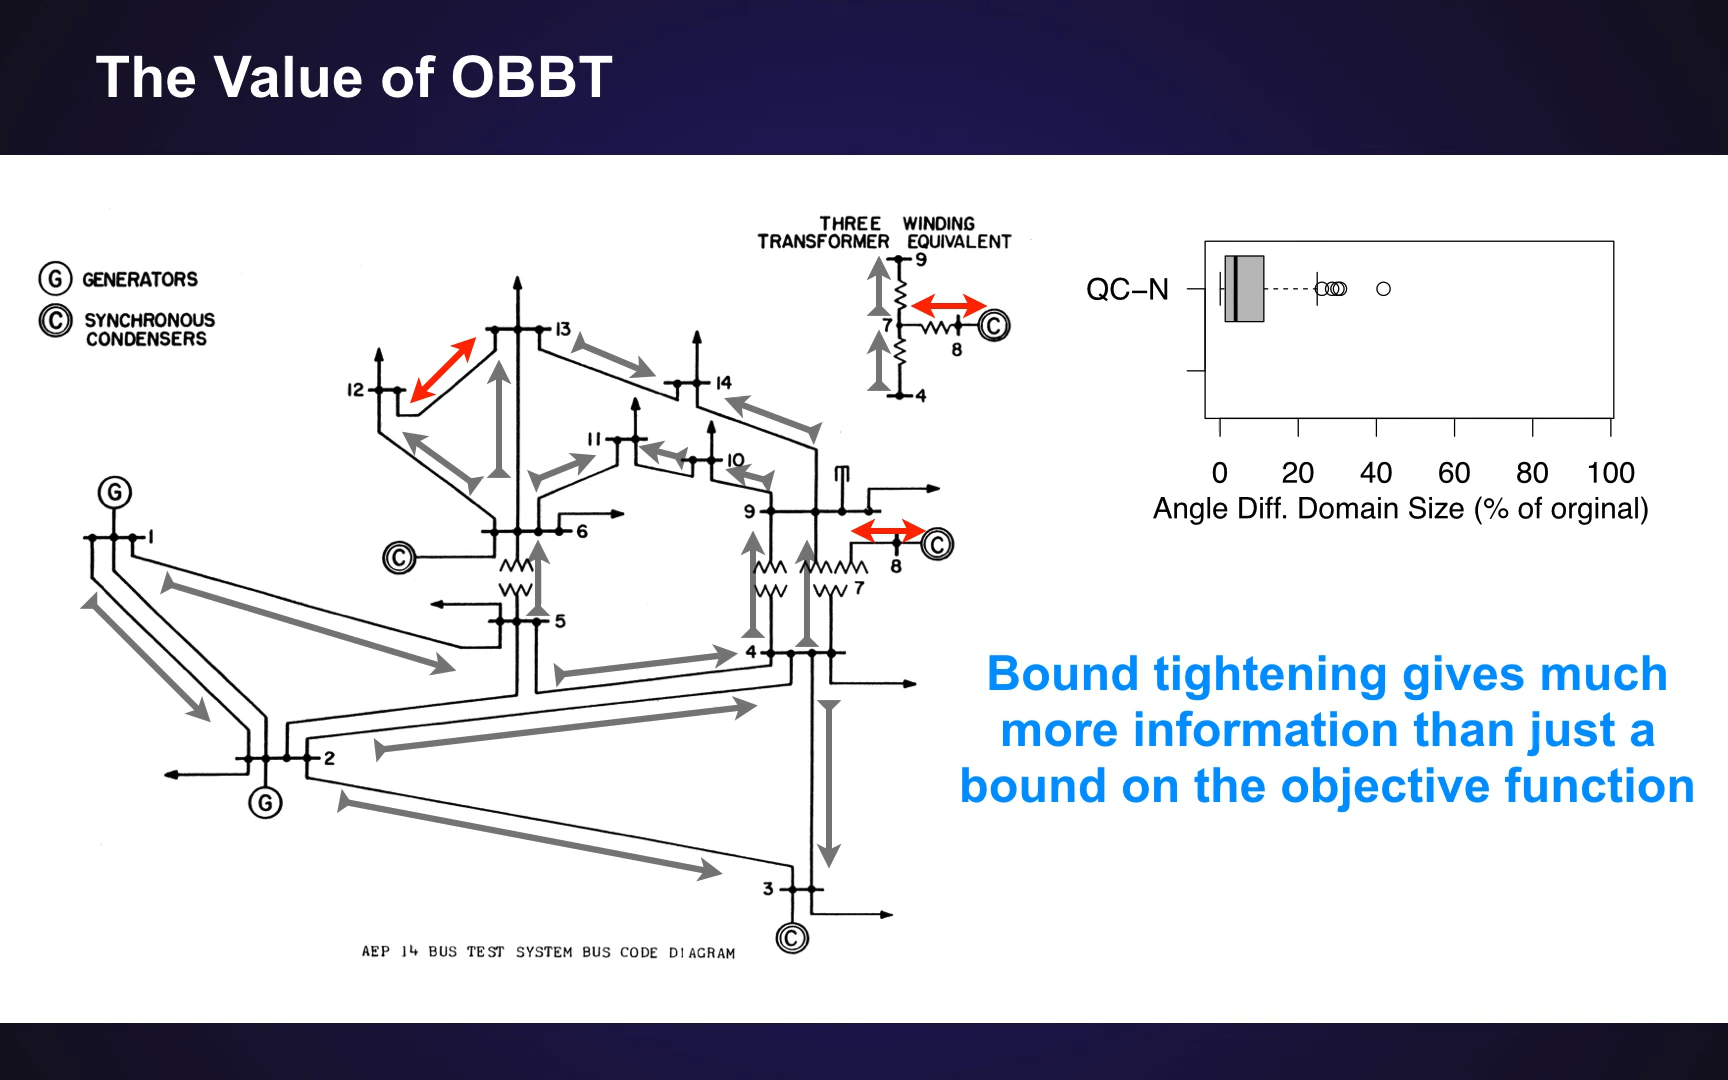 The Value of OBBT
THREE WINDING
TRANSFORMER EQUIVALENT
G GENERATORS
C SYNCHRONOUS
CONDENSERS
9
7
C
8
4
13
12
14
11
10
G
1
9
6
C
C
8
7
5
4
2
G
3
C
AEP 14 BUS TEST SYSTEM BUS CODE DIAGRAM
QC–N
0 20 40 60 80 100
Angle Diff. Domain Size (% of orginal)
Bound tightening gives much
more information than just a
bound on the objective function